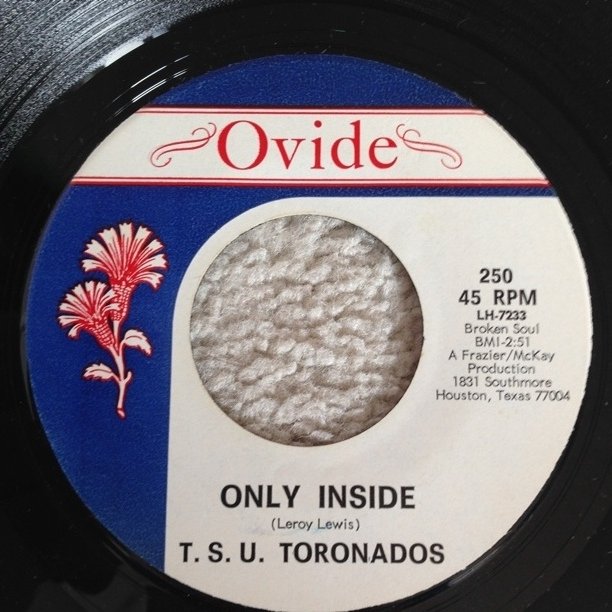 Ovide
250
45 RPM
LH-7233
Broken Soul
BMI-2:51
A Frazier/McKay
Production
1831 Southmore
Houston, Texas 77004
ONLY INSIDE
(Leroy Lewis)
T. S. U. TORONADOS